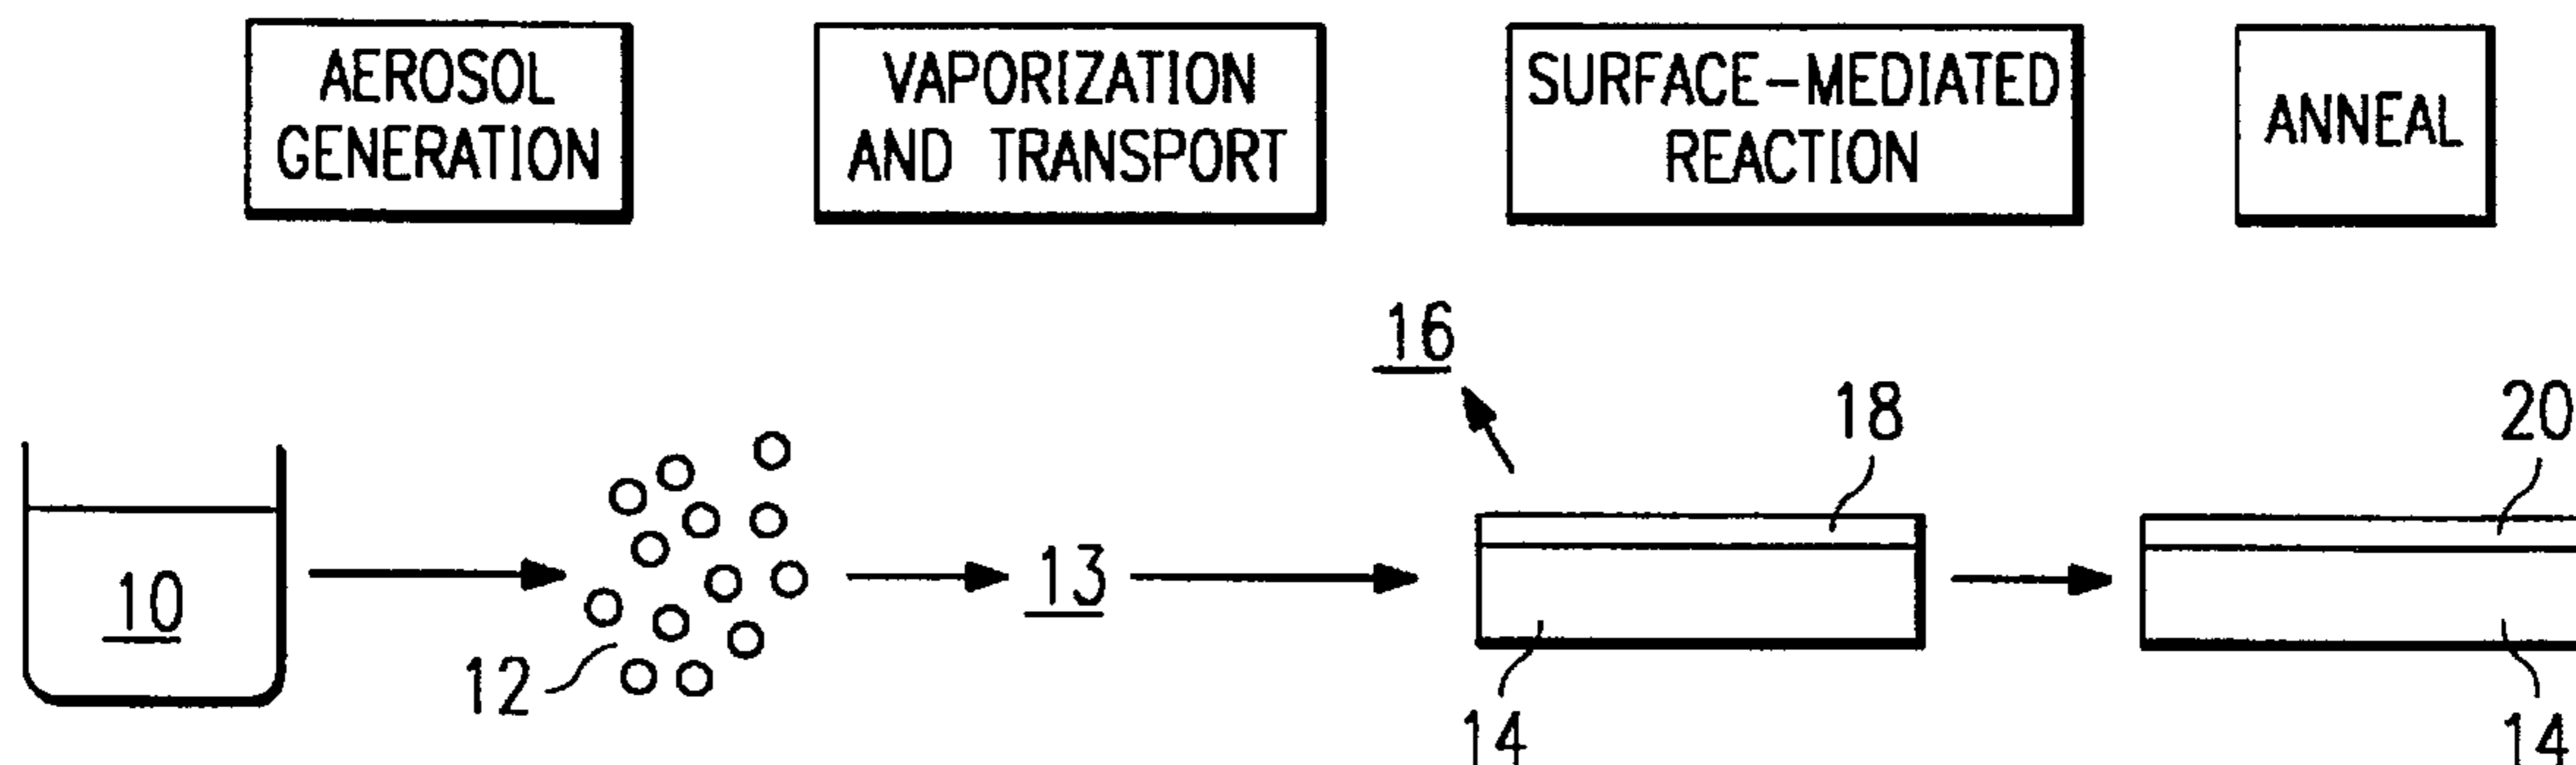 AEROSOL
GENERATION
VAPORIZATION
AND TRANSPORT
SURFACE-MEDIATED
REACTION
ANNEAL
16
18
20
10
13
12
14
14